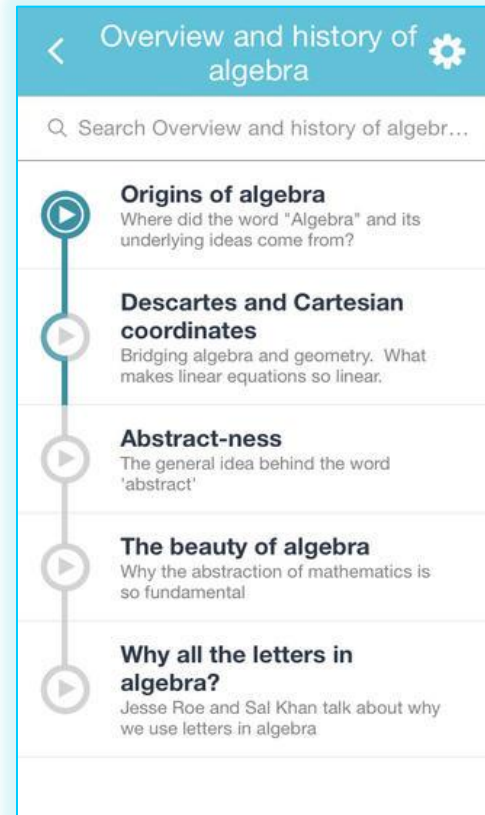 Overview and history of
algebra
Search Overview and history of algebr...
Origins of algebra
Where did the word "Algebra" and its
underlying ideas come from?
Descartes and Cartesian
coordinates
Bridging algebra and geometry.  What
makes linear equations so linear.
Abstract-ness
The general idea behind the word
'abstract'
The beauty of algebra
Why the abstraction of mathematics is
so fundamental
Why all the letters in
algebra?
Jesse Roe and Sal Khan talk about why
we use letters in algebra